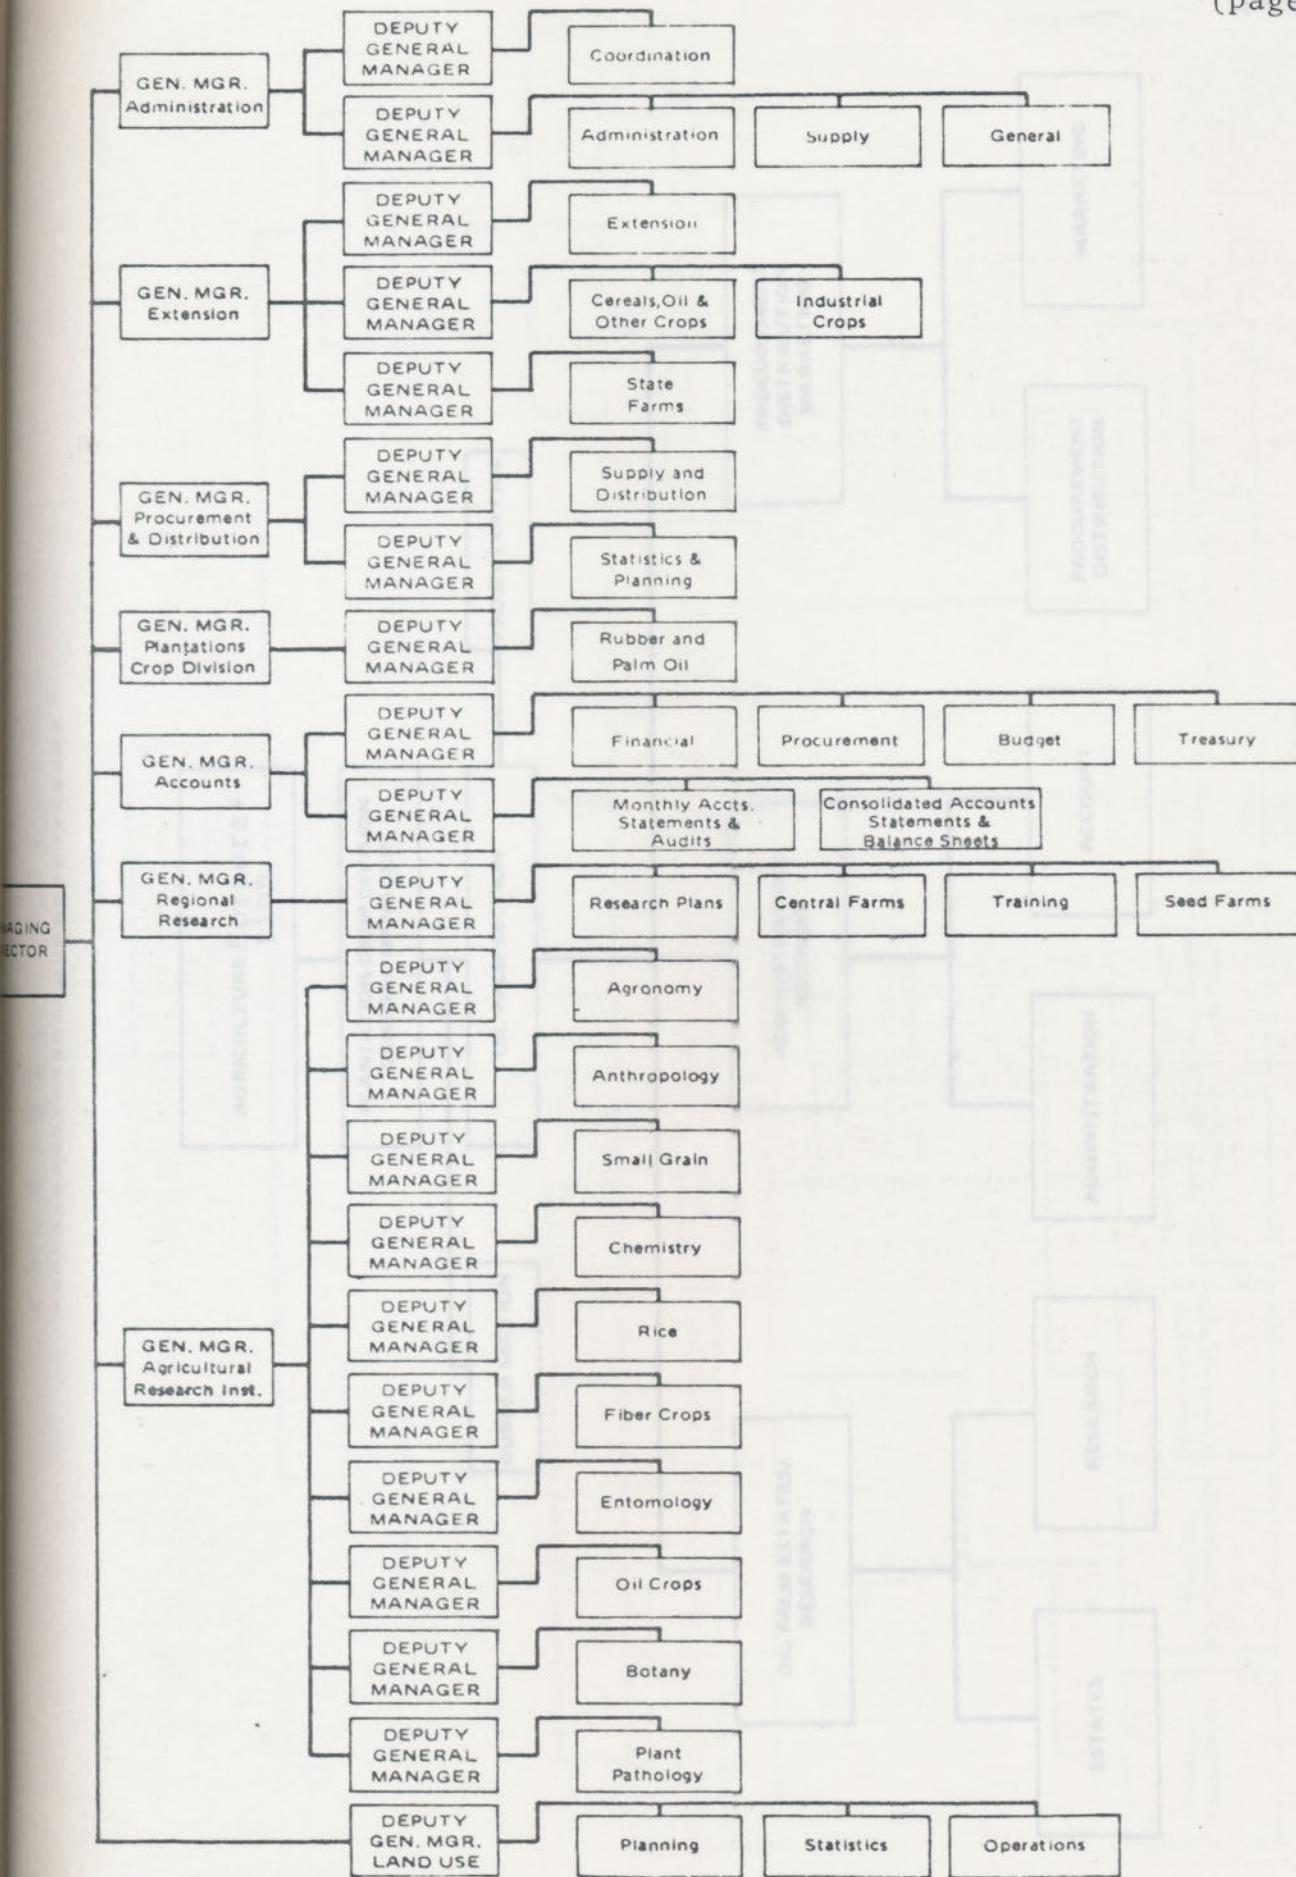 (page
DEPUTY
GENERAL
MANAGER
Coordination
GEN. MGR.
Administration
DEPUTY
GENERAL
MANAGER
Administration
Supply
General
DEPUTY
GENERAL
MANAGER
Extension
GEN. MGR.
Extension
DEPUTY
GENERAL
MANAGER
Cereals,Oil &
Other Crops
Industrial
Crops
DEPUTY
GENERAL
MANAGER
State
Farms
DEPUTY
GENERAL
MANAGER
Supply and
Distribution
GEN. MGR.
Procurement
& Distribution
DEPUTY
GENERAL
MANAGER
Statistics &
Planning
GEN. MGR.
Plantations
Crop Division
DEPUTY
GENERAL
MANAGER
Rubber and
Palm Oil
DEPUTY
GENERAL
MANAGER
Financial
Procurement
Budget
Treasury
GEN. MGR.
Accounts
DEPUTY
GENERAL
MANAGER
Monthly Accts.
Statements &
Audits
Consolidated Accounts
Statements &
Balance Sheets
GEN. MGR.
Regional
Research
DEPUTY
GENERAL
MANAGER
Research Plans
Central Farms
Training
Seed Farms
NAGING
ECTOR
DEPUTY
GENERAL
MANAGER
Agronomy
DEPUTY
GENERAL
MANAGER
Anthropology
DEPUTY
GENERAL
MANAGER
Small Grain
DEPUTY
GENERAL
MANAGER
Chemistry
DEPUTY
GENERAL
MANAGER
Rice
GEN. MGR.
Agricultural
Research Inst.
DEPUTY
GENERAL
MANAGER
Fiber Crops
DEPUTY
GENERAL
MANAGER
Entomology
DEPUTY
GENERAL
MANAGER
Oil Crops
DEPUTY
GENERAL
MANAGER
Botany
DEPUTY
GENERAL
MANAGER
Plant
Pathology
DEPUTY
GEN. MGR.
LAND USE
Planning
Statistics
Operations